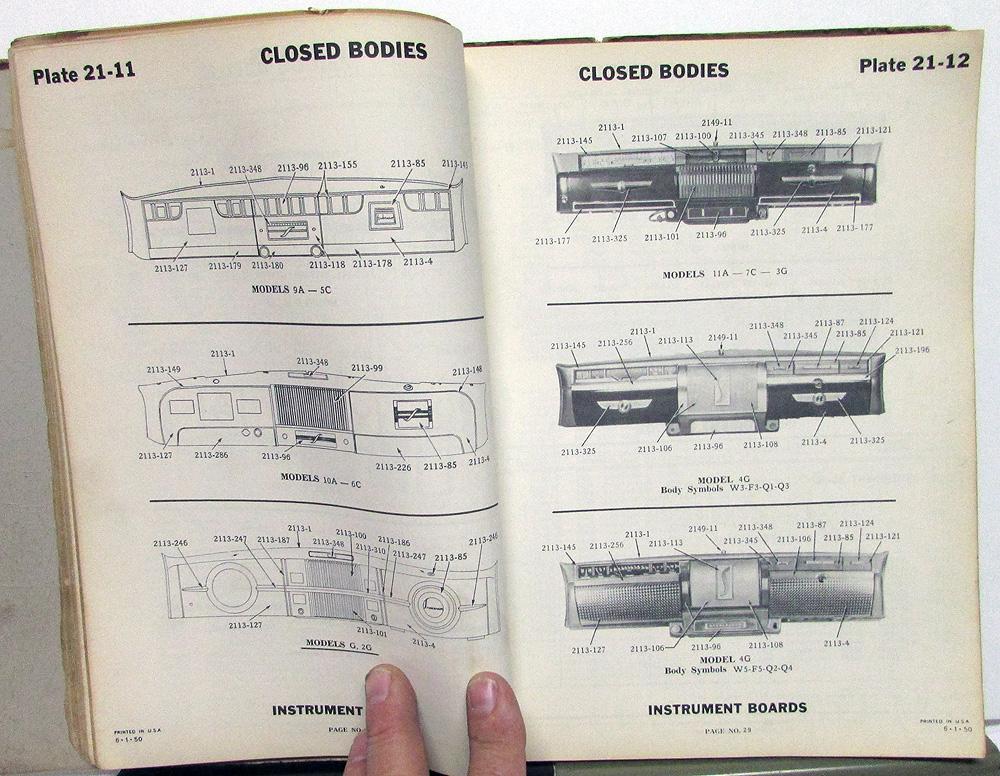 Plate 21-11
CLOSED BODIES
2113-1 2113-348 2113-96 2113-155 2113-85
2113-127 2113-179 2113-180 2113-118 2113-178 2113-4
MODELS 9A — 5C
2113-1
2113-149 2113-348 2113-99 2113-148
2113-127 2113-286 2113-96 2113-226 2113-85 2113-4
MODELS 10A — 6C
2113-1 2113-100
2113-246 2113-247 2113-187 2113-348 2113-310 2113-186 2113-247 2113-85 2113-246
2113-127 2113-101 2113-4
MODELS G, 2G
INSTRUMENT
PAGE NO.
PRINTED IN U.S.A
6-1-50
CLOSED BODIES
Plate 21-12
2149-11
2113-145 2113-1 2113-107 2113-100 2113-345 2113-348 2113-85 2113-121
2113-177 2113-325 2113-101 2113-96 2113-325 2113-4 2113-177
MODELS 11A — 7C — 3G
2113-1 2149-11 2113-348 2113-87 2113-124
2113-145 2113-256 2113-113 2113-345 2113-85 2113-121
2113-196
2113-325 2113-106 2113-96 2113-108 2113-4 2113-325
MODEL 4G
Body Symbols W3-F3-Q1-Q3
2149-11 2113-348 2113-87 2113-124
2113-145 2113-256 2113-1 2113-113 2113-345 2113-196 2113-85 2113-121
2113-127 2113-106 2113-96 2113-108 2113-4
MODEL 4G
Body Symbols W5-F5-Q2-Q4
INSTRUMENT BOARDS
PAGE NO. 29
PRINTED IN U.S.A
6-1-50